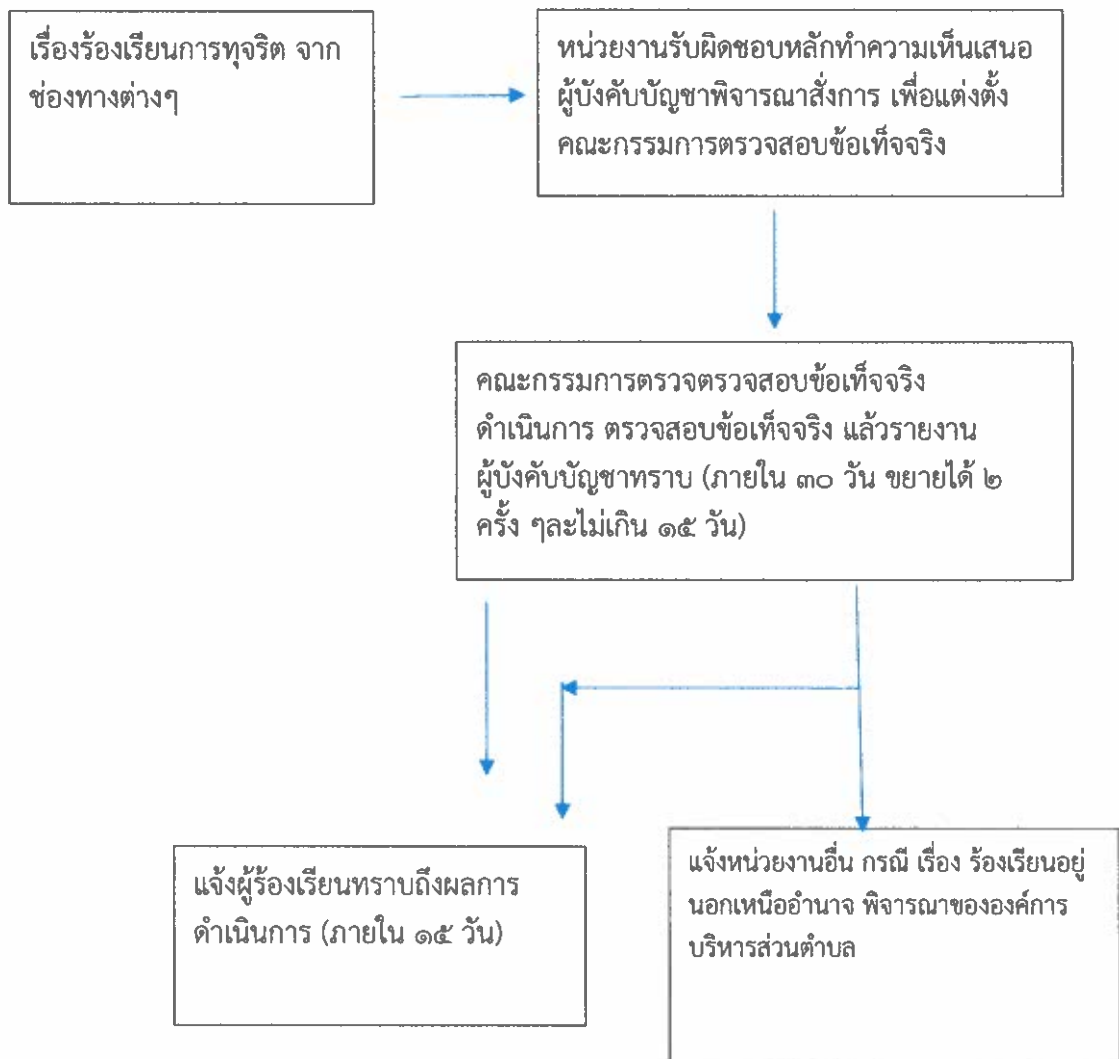 เรื่องร้องเรียนการทุจริต จาก
ช่องทางต่างๆ
หน่วยงานรับผิดชอบหลักทำความเห็นเสนอ
ผู้บังคับบัญชาพิจารณาสั่งการ เพื่อแต่งตั้ง
คณะกรรมการตรวจสอบข้อเท็จจริง
คณะกรรมการตรวจตรวจสอบข้อเท็จจริง
ดำเนินการ ตรวจสอบข้อเท็จจริง แล้วรายงาน
ผู้บังคับบัญชาทราบ (ภายใน ๓๐ วัน ขยายได้ ๒
ครั้ง ๆละไม่เกิน ๑๕ วัน)
แจ้งผู้ร้องเรียนทราบถึงผลการ
ดำเนินการ (ภายใน ๑๕ วัน)
แจ้งหน่วยงานอื่น กรณี เรื่อง ร้องเรียนอยู่
นอกเหนืออำนาจ พิจารณาขององค์การ
บริหารส่วนตำบล